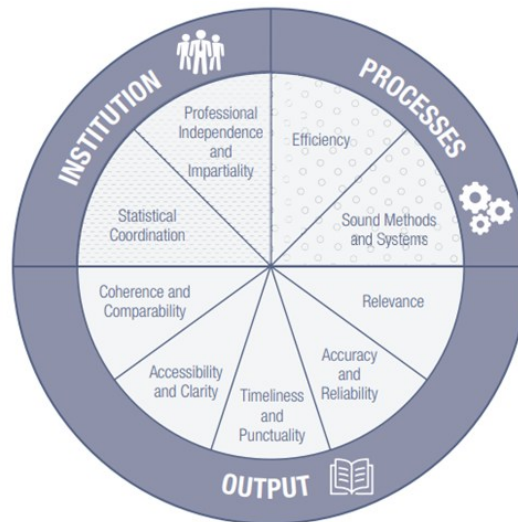 INSTITUTION
PROCESSES
Professional
Independence
and
Impartiality
Efficiency
Statistical
Coordination
Sound Methods
and Systems
Coherence and
Comparability
Relevance
Accessibility
and Clarity
Timeliness
and
Punctuality
Accuracy
and
Reliability
OUTPUT